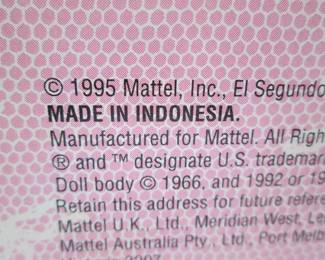 © 1995 Mattel, Inc., El Segundo
MADE IN INDONESIA.
Manufactured for Mattel. All Righ
® and ™ designate U.S. trademar
Doll body © 1966, and 1992 or 19
Retain this address for future refere
Mattel U.K., Ltd., Meridian West, Le
Mattel Australia Pty., Ltd., Port Melb